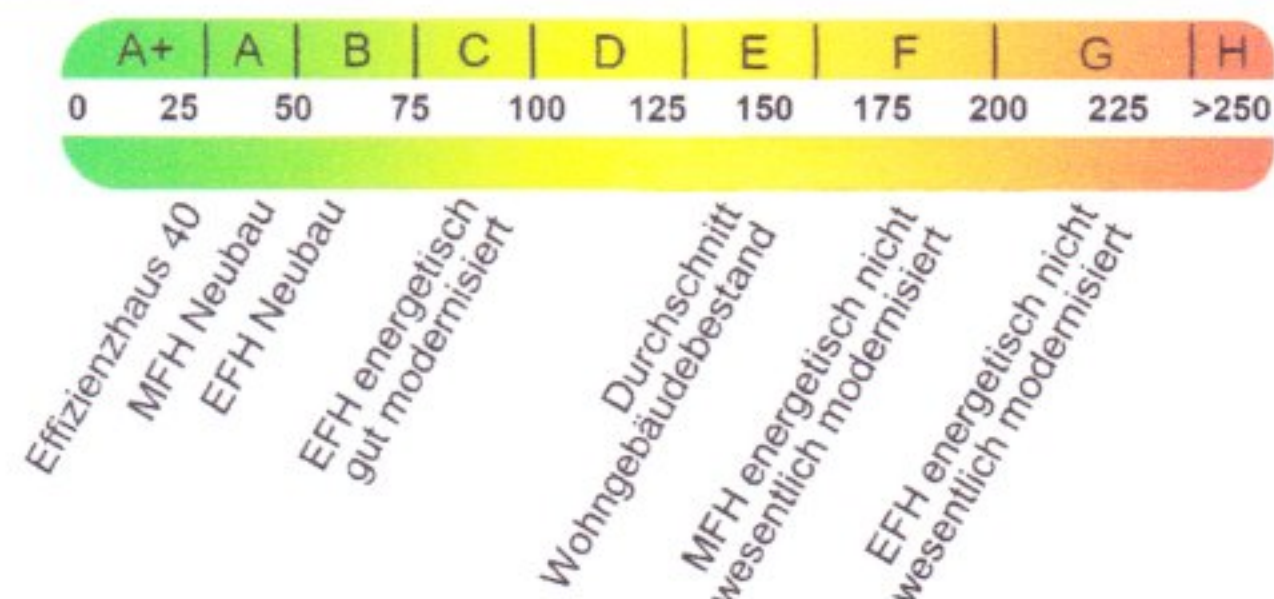 A+ | A | B | C | D | E | F | G | H
0 25 50 75 100 125 150 175 200 225 >250
Effizienzhaus 40
MFH Neubau
EFH Neubau
EFH energetisch
gut modernisiert
Durchschnitt
Wohngebäudebestand
MFH energetisch nicht
wesentlich modernisiert
EFH energetisch nicht
wesentlich modernisiert